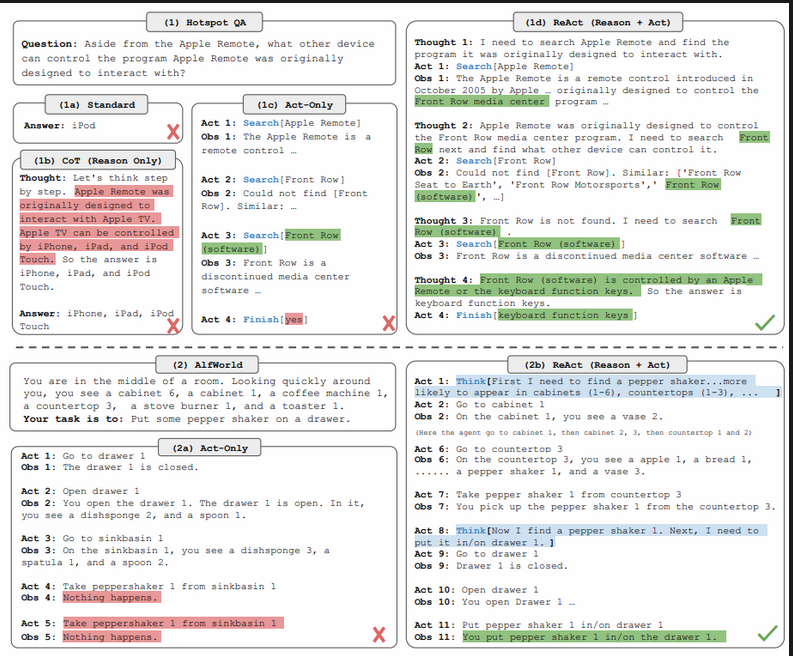 (1) Hotspot QA
Question: Aside from the Apple Remote, what other device
can control the program Apple Remote was originally
designed to interact with?
(1a) Standard
Answer: iPod
(1b) CoT (Reason Only)
Thought: Let's think step
by step. Apple Remote was
originally designed to
interact with Apple TV.
Apple TV can be controlled
by iPhone, iPad, and iPod
Touch. So the answer is
iPhone, iPad, and iPod
Touch.
Answer: iPhone, iPad, iPod
Touch
(1c) Act-Only
Act 1: Search[Apple Remote]
Obs 1: The Apple Remote is a
remote control …
Act 2: Search[Front Row]
Obs 2: Could not find [Front
Row]. Similar: …
Act 3: Search[Front Row
(software)]
Obs 3: Front Row is a
discontinued media center
software …
Act 4: Finish[yes]
(1d) ReAct (Reason + Act)
Thought 1: I need to search Apple Remote and find the
program it was originally designed to interact with.
Act 1: Search[Apple Remote]
Obs 1: The Apple Remote is a remote control introduced in
October 2005 by Apple … originally designed to control the
Front Row media center program …
Thought 2: Apple Remote was originally designed to control
the Front Row media center program. I need to search Front
Row next and find what other device can control it.
Act 2: Search[Front Row]
Obs 2: Could not find [Front Row]. Similar: ['Front Row
Seat to Earth', 'Front Row Motorsports',' Front Row
(software)', …]
Thought 3: Front Row is not found. I need to search Front
Row (software) .
Act 3: Search[Front Row (software)]
Obs 3: Front Row is a discontinued media center software …
Thought 4: Front Row (software) is controlled by an Apple
Remote or the keyboard function keys. So the answer is
keyboard function keys.
Act 4: Finish[keyboard function keys]
(2) AlfWorld
You are in the middle of a room. Looking quickly around
you, you see a cabinet 6, a cabinet 1, a coffee machine 1,
a countertop 3, a stove burner 1, and a toaster 1.
Your task is to: Put some pepper shaker on a drawer.
(2a) Act-Only
Act 1: Go to drawer 1
Obs 1: The drawer 1 is closed.
Act 2: Open drawer 1
Obs 2: You open the drawer 1. The drawer 1 is open. In it,
you see a dishsponge 2, and a spoon 1.
Act 3: Go to sinkbasin 1
Obs 3: On the sinkbasin 1, you see a dishsponge 3, a
spatula 1, and a spoon 2.
Act 4: Take peppershaker 1 from sinkbasin 1
Obs 4: Nothing happens.
Act 5: Take peppershaker 1 from sinkbasin 1
Obs 5: Nothing happens.
(2b) ReAct (Reason + Act)
Act 1: Think[First I need to find a pepper shaker...more
likely to appear in cabinets (1-6), countertops (1-3), ... ]
Act 2: Go to cabinet 1
Obs 2: On the cabinet 1, you see a vase 2.
(Here the agent go to cabinet 1, then cabinet 2, 3, then countertop 1 and 2)
Act 6: Go to countertop 3
Obs 6: On the countertop 3, you see a apple 1, a bread 1,
...... a pepper shaker 1, and a vase 3.
Act 7: Take pepper shaker 1 from countertop 3
Obs 7: You pick up the pepper shaker 1 from the countertop 3.
Act 8: Think[Now I find a pepper shaker 1. Next, I need to
put it in/on drawer 1. ]
Act 9: Go to drawer 1
Obs 9: Drawer 1 is closed.
Act 10: Open drawer 1
Obs 10: You open Drawer 1 …
Act 11: Put pepper shaker 1 in/on drawer 1
Obs 11: You put pepper shaker 1 in/on the drawer 1.